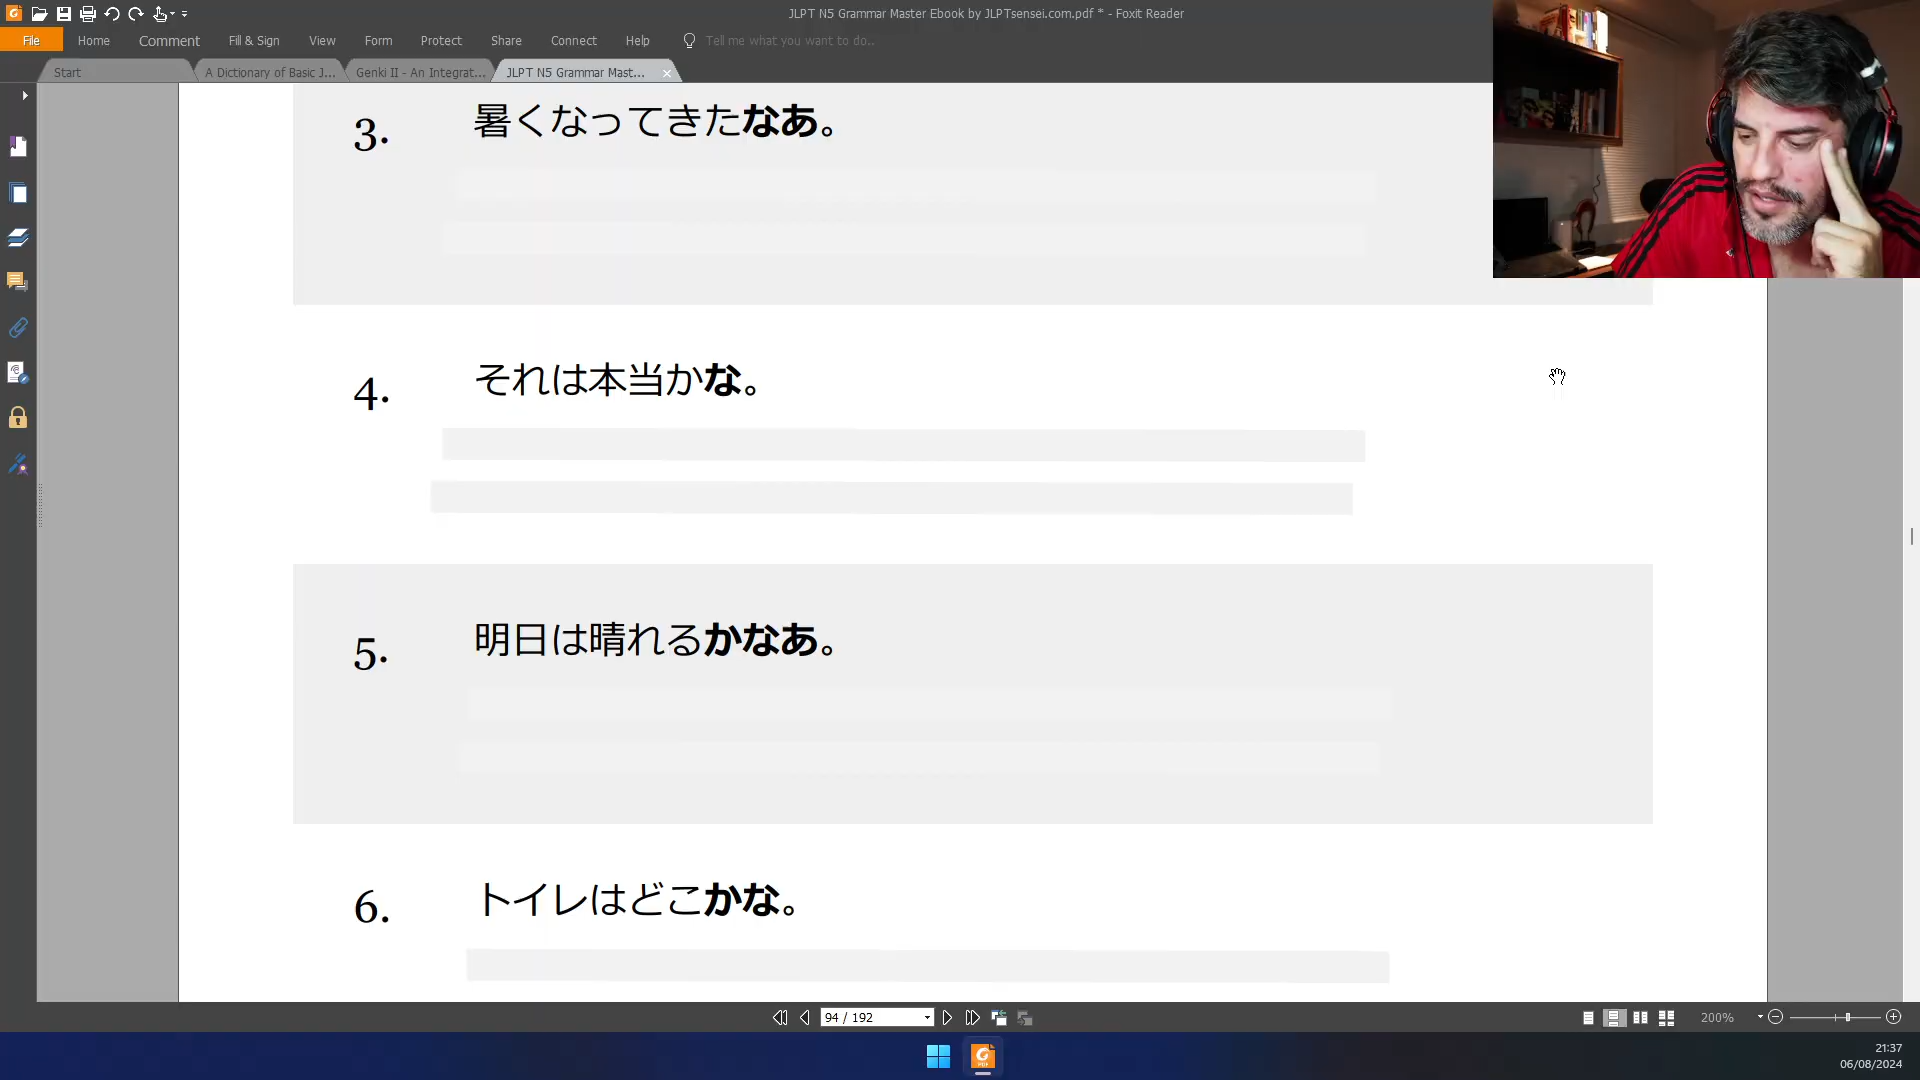 JLPT N5 Grammar Master Ebook by JLPTsensei.com.pdf * - Foxit Reader
File Home Comment Fill & Sign View Form Protect Share Connect Help Tell me what you want to do..
Start A Dictionary of Basic J... Genki II - An Integrat... JLPT N5 Grammar Mast...
3. 暑くなってきたなあ。
4. それは本当かな。
5. 明日は晴れるかなあ。
6. トイレはどこかな。
94 / 192
200%
21:37
06/08/2024